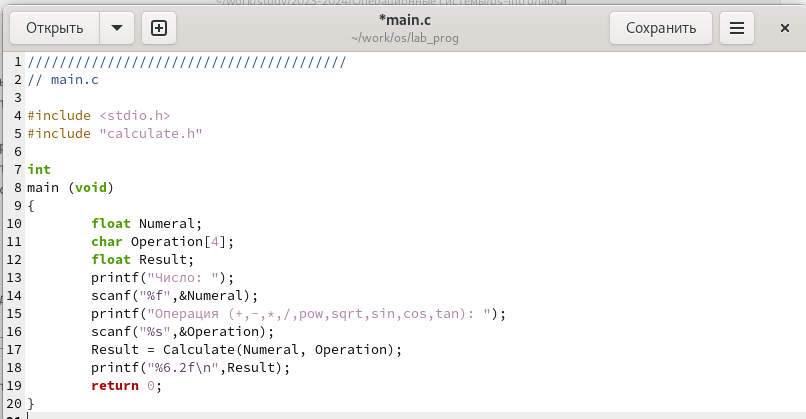 ~/work/study/2023-2024/Операционные системы/os-intro/labs/
Открыть
*main.c
~/work/os/lab_prog
Сохранить
1 ////////////////////////////////////////
2 // main.c
3
4 #include <stdio.h>
5 #include "calculate.h"
6
7 int
8 main (void)
9 {
10 float Numeral;
11 char Operation[4];
12 float Result;
13 printf("Число: ");
14 scanf("%f",&Numeral);
15 printf("Операция (+,-,*,/,pow,sqrt,sin,cos,tan): ");
16 scanf("%s",&Operation);
17 Result = Calculate(Numeral, Operation);
18 printf("%6.2f\n",Result);
19 return 0;
20 }